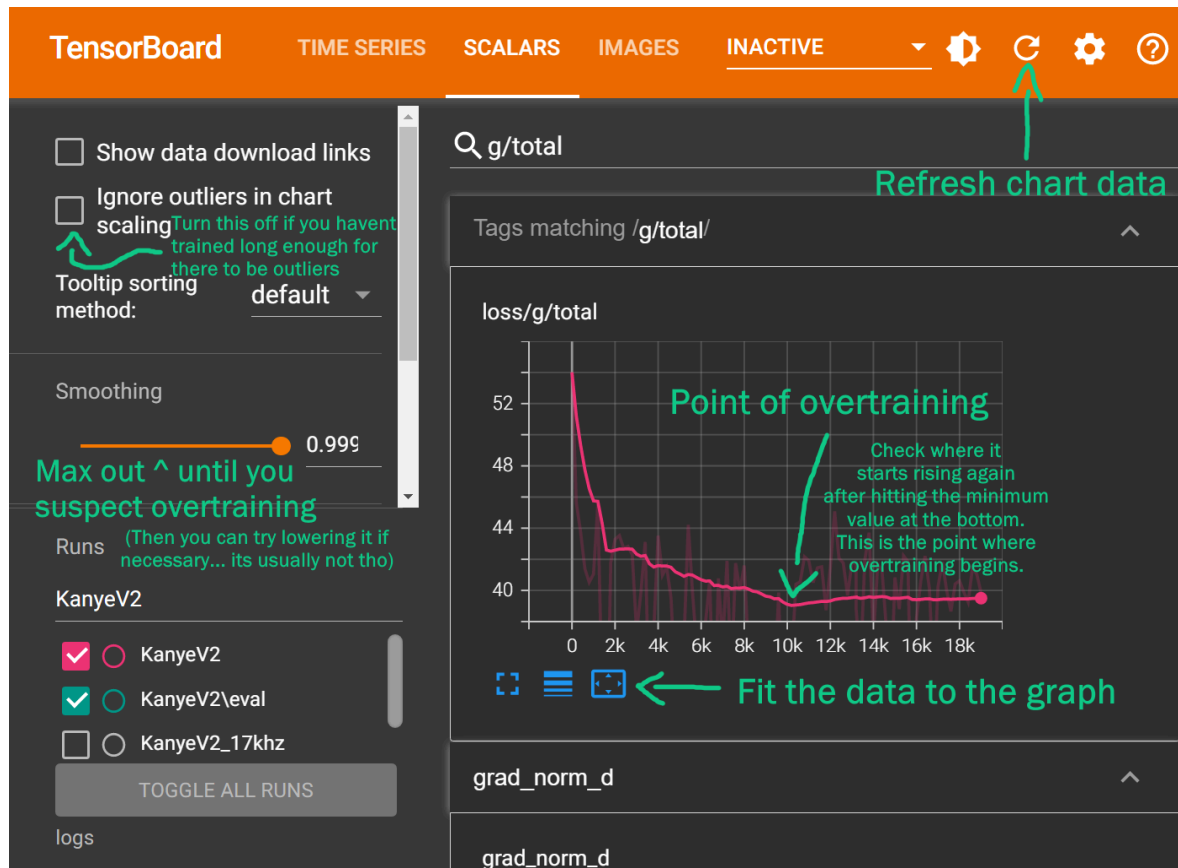 TensorBoard
TIME SERIES
SCALARS
IMAGES
INACTIVE
Show data download links
Ignore outliers in chart
scaling
Turn this off if you havent
trained long enough for
there to be outliers
Tooltip sorting
method:
default
Smoothing
0.999
Max out ^ until you
suspect overtraining
(Then you can try lowering it if
necessary... its usually not tho)
Runs
KanyeV2
KanyeV2
KanyeV2\eval
KanyeV2_17khz
TOGGLE ALL RUNS
logs
g/total
Refresh chart data
Tags matching /g/total/
loss/g/total
Point of overtraining
Check where it
starts rising again
after hitting the minimum
value at the bottom.
This is the point where
overtraining begins.
52
48
44
40
0 2k 4k 6k 8k 10k 12k 14k 16k 18k
Fit the data to the graph
grad_norm_d
grad_norm_d